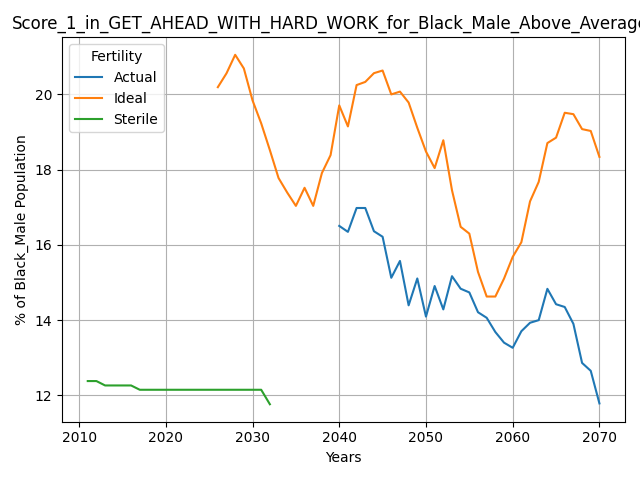 Score_1_in_GET_AHEAD_WITH_HARD_WORK_for_Black_Male_Above_Average
Fertility
Actual
Ideal
Sterile
% of Black_Male Population
20
18
16
14
12
2010 2020 2030 2040 2050 2060 2070
Years